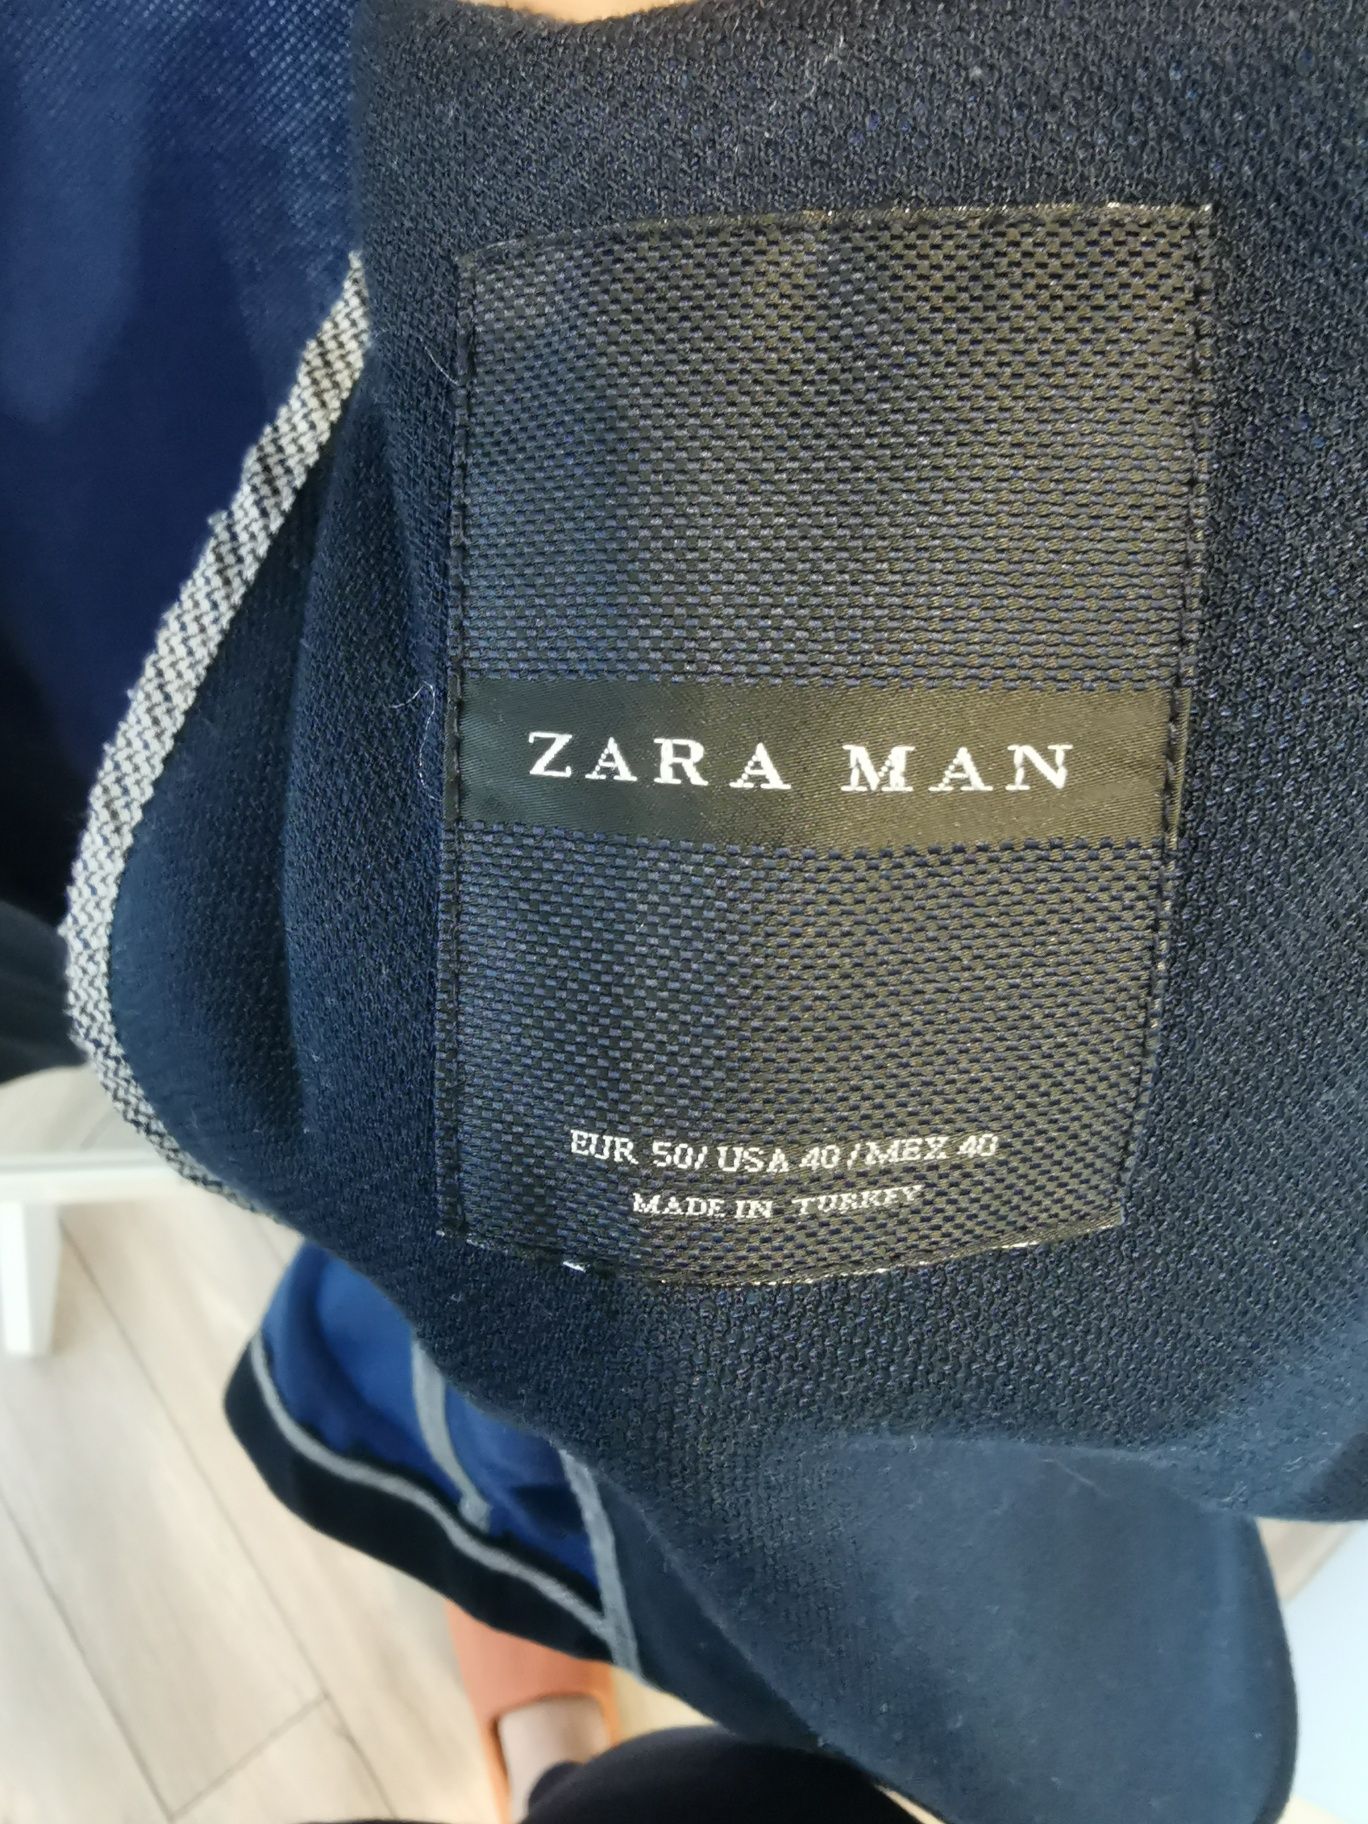 ZARA MAN
EUR 50/ USA 40 / MEX 40
MADE IN TURKEY